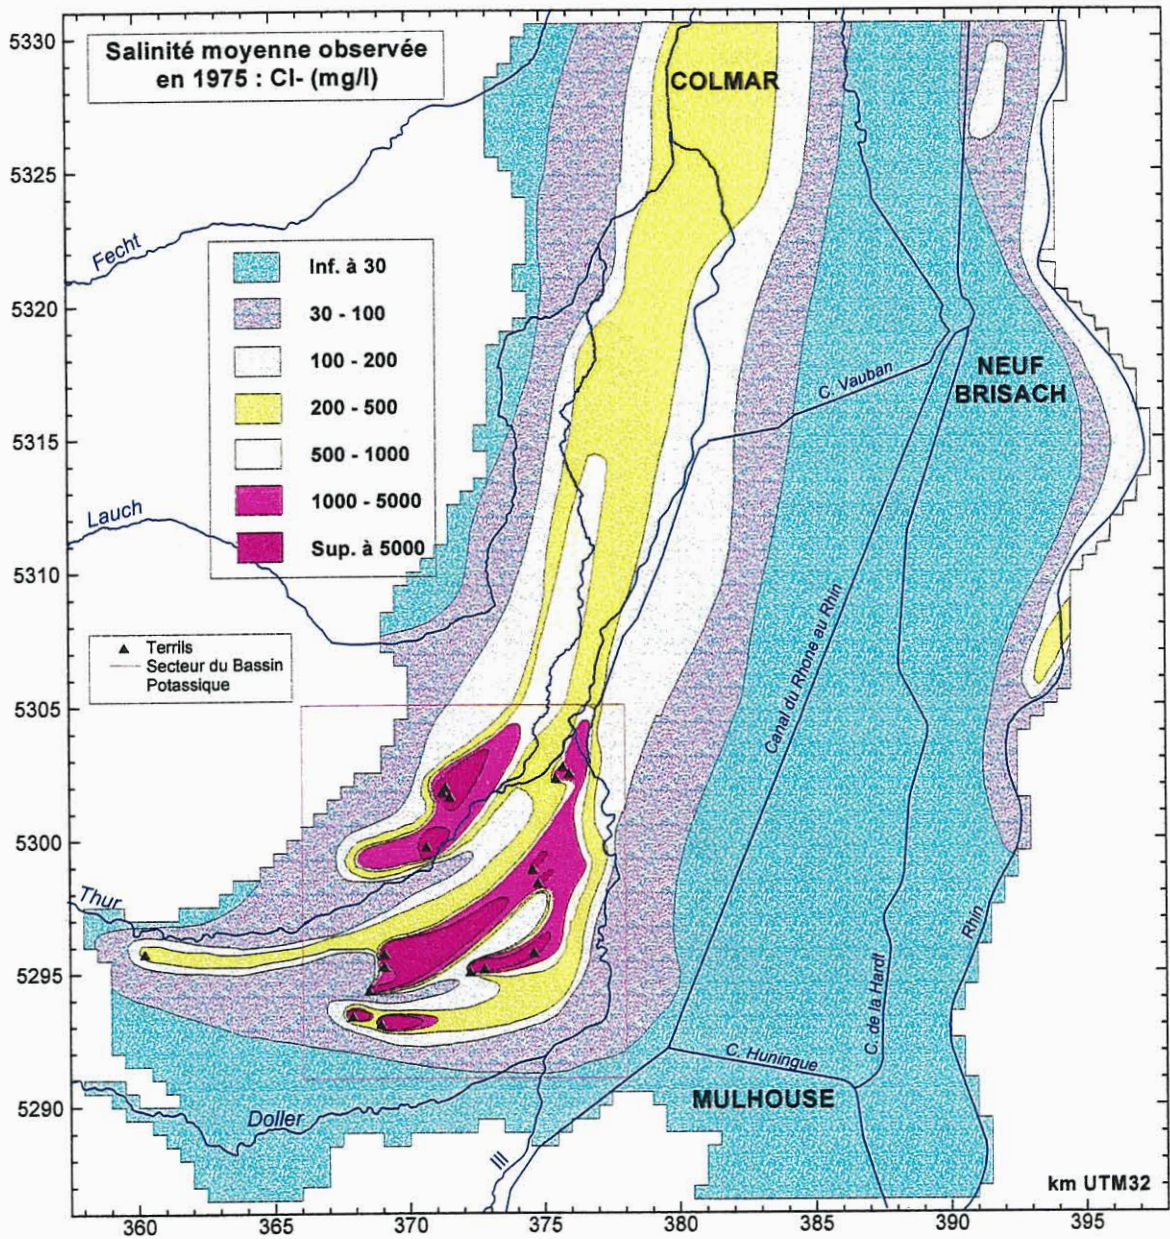 Salinité moyenne observée
en 1975 : Cl- (mg/l)
COLMAR
5330
5325
5320
5315
5310
5305
5300
5295
5290
Fecht
Inf. à 30
30 - 100
100 - 200
200 - 500
500 - 1000
1000 - 5000
Sup. à 5000
NEUF
BRISACH
C. Vauban
Lauch
Canal du Rhone au Rhin
Terrils
Secteur du Bassin
Potassique
Thur
Rhin
C. de la Hardt
C. Huningue
MULHOUSE
Doller
Ill
km UTM32
360 365 370 375 380 385 390 395